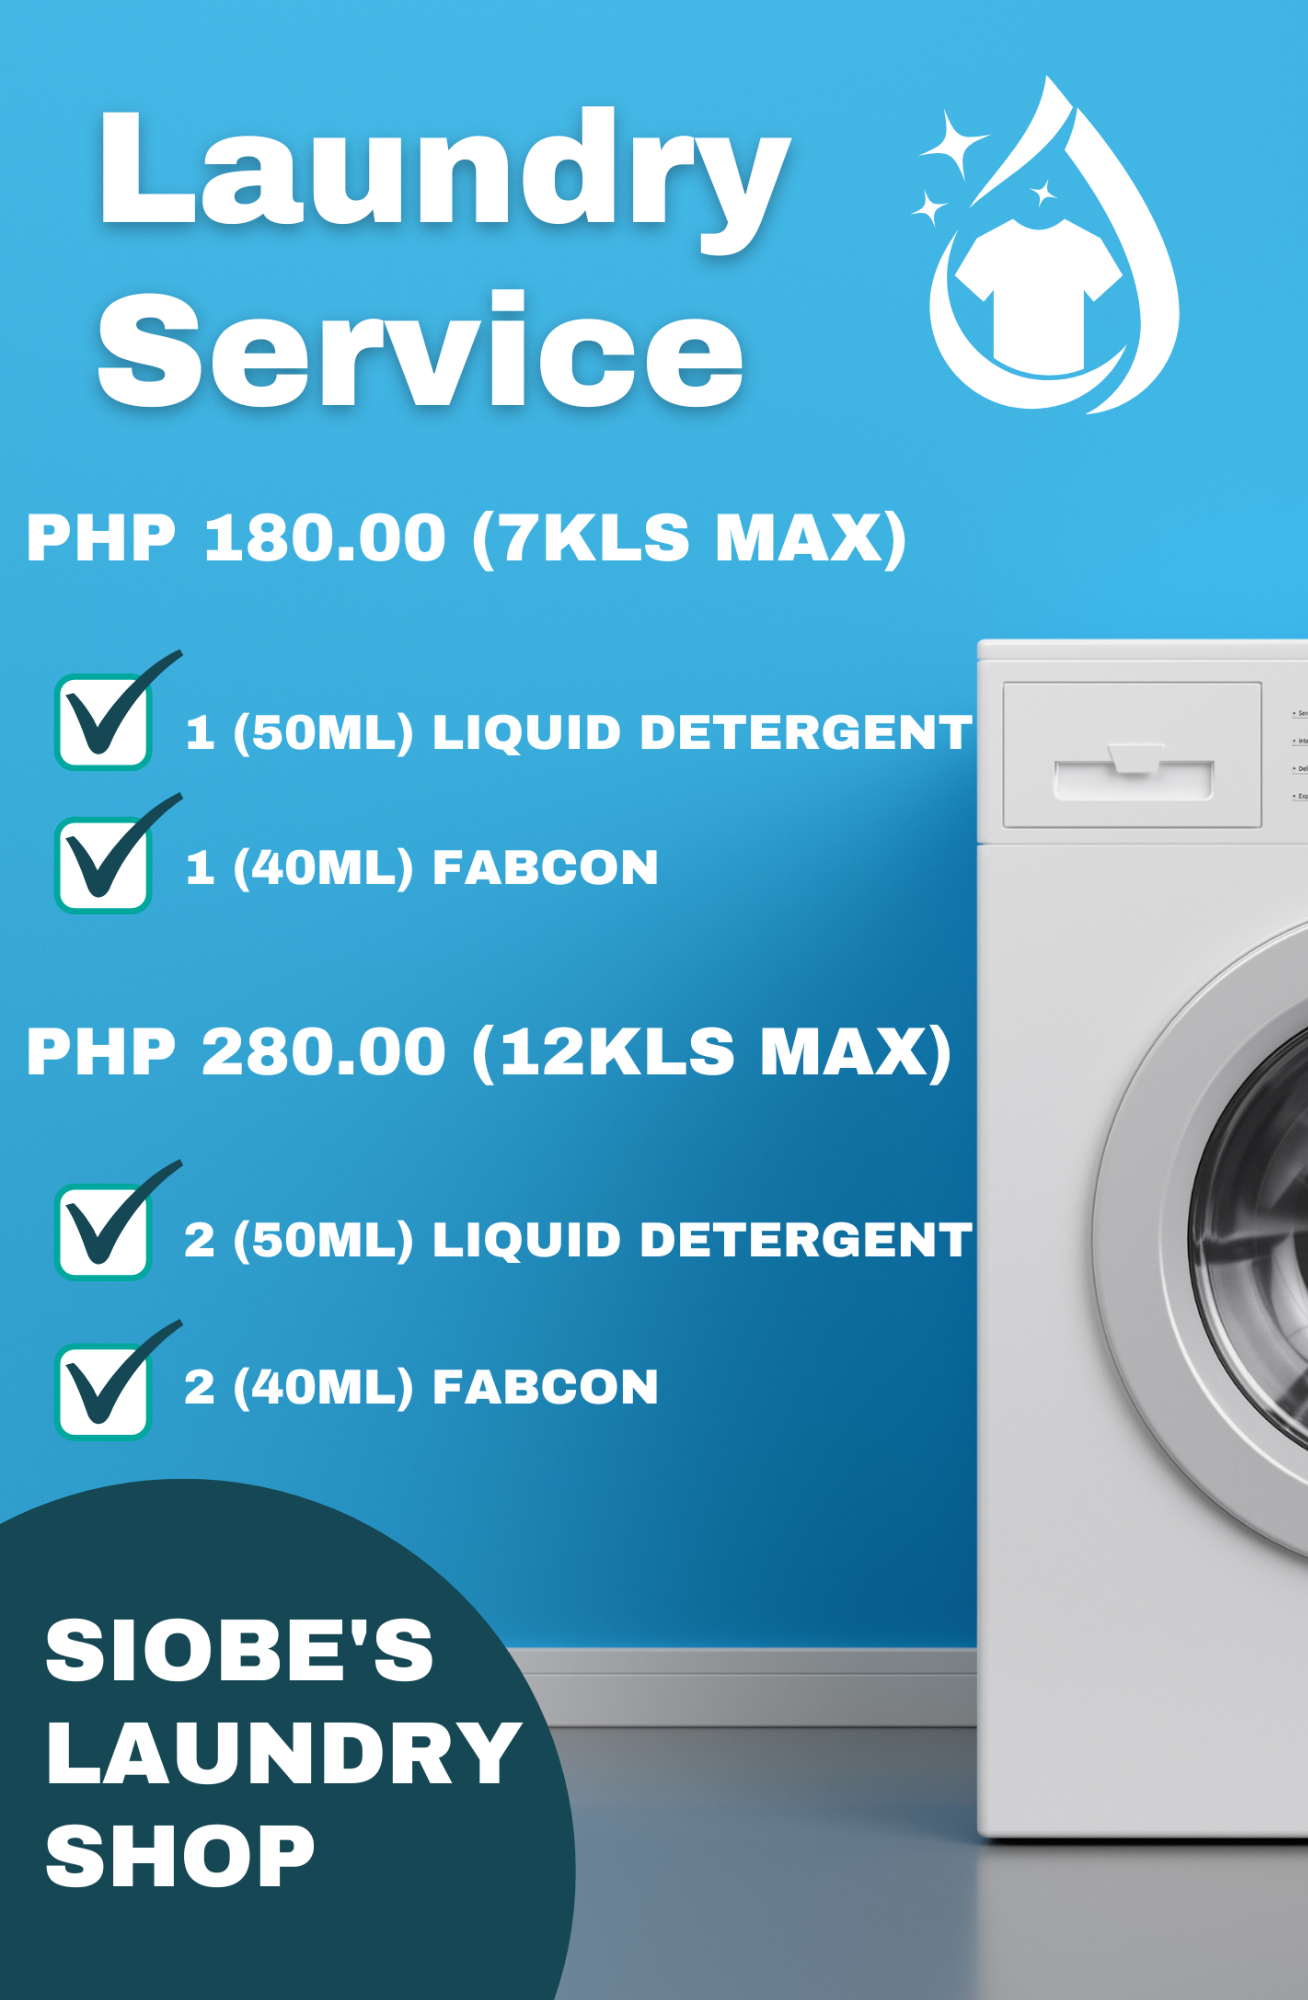 Laundry
Service
PHP 180.00 (7KLS MAX)
1 (50ML) LIQUID DETERGENT
1 (40ML) FABCON
PHP 280.00 (12KLS MAX)
2 (50ML) LIQUID DETERGENT
2 (40ML) FABCON
SIOBE'S
LAUNDRY
SHOP